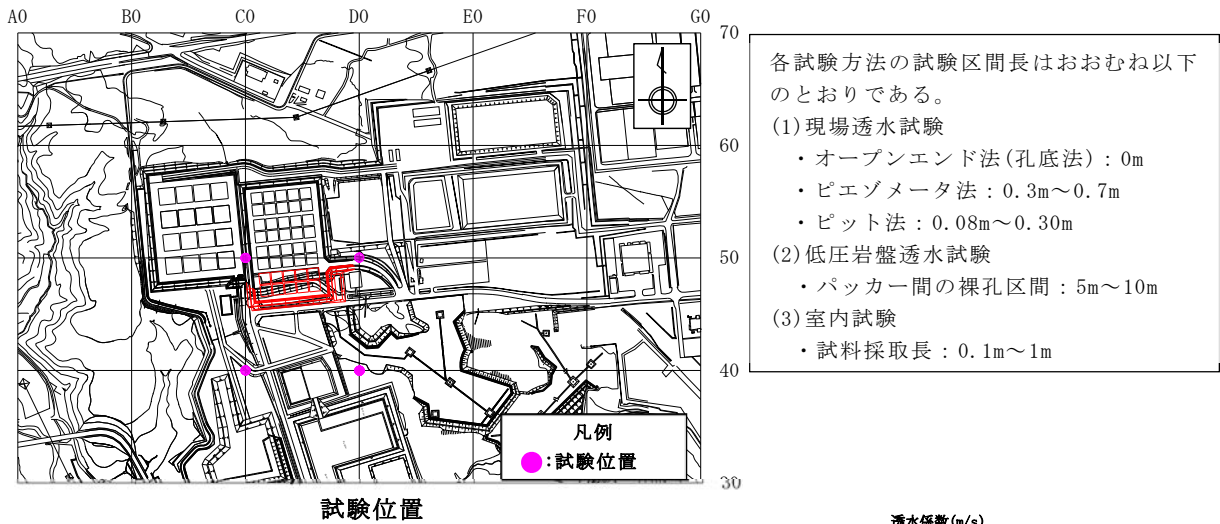 A0 B0 C0 D0 E0 F0 G0
70
60
50
40
30
凡例
:試験位置
試験位置
各試験方法の試験区間長はおおむね以下
のとおりである。
(1)現場透水試験
・オープンエンド法(孔底法)：0m
・ピエゾメータ法：0.3m～0.7m
・ピット法：0.08m～0.30m
(2)低圧岩盤透水試験
・パッカー間の裸孔区間：5m～10m
(3)室内試験
・試料採取長：0.1m～1m
透水係数(m/s)